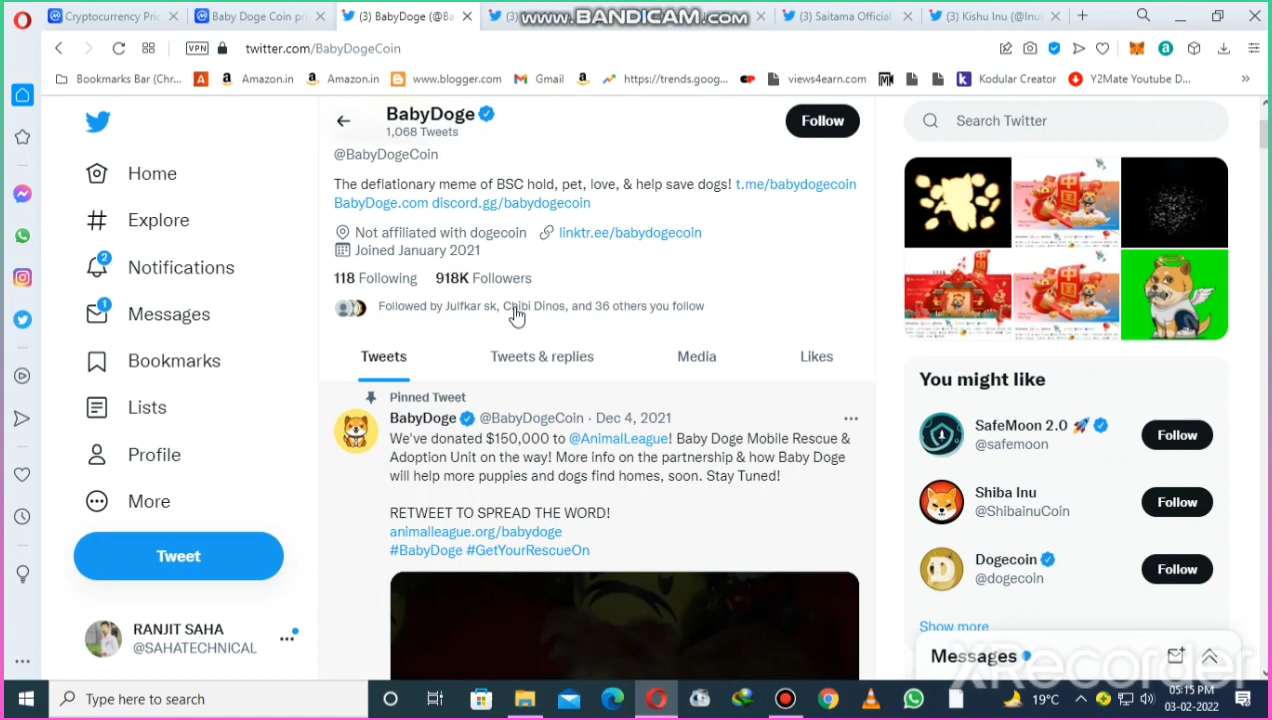 Cryptocurrency Pri
Baby Doge Coin pr
(3) BabyDoge (@Ba
(3)
www.BANDICAM.com
(3) Saitama Official
(3) Kishu Inu (@Inu
VPN
twitter.com/BabyDogeCoin
Bookmarks Bar (Chr...
Amazon.in
Amazon.in
www.blogger.com
Gmail
https://trends.goog...
views4earn.com
Kodular Creator
Y2Mate Youtube D...
BabyDoge
1,068 Tweets
Follow
@BabyDogeCoin
The deflationary meme of BSC hold, pet, love, & help save dogs! t.me/babydogecoin
BabyDoge.com discord.gg/babydogecoin
Not affiliated with dogecoin linktr.ee/babydogecoin
Joined January 2021
118 Following 918K Followers
Followed by Julfkar sk, Chibi Dinos, and 36 others you follow
Tweets
Tweets & replies
Media
Likes
Pinned Tweet
BabyDoge @BabyDogeCoin · Dec 4, 2021
We've donated $150,000 to @AnimalLeague! Baby Doge Mobile Rescue &
Adoption Unit on the way! More info on the partnership & how Baby Doge
will help more puppies and dogs find homes, soon. Stay Tuned!
RETWEET TO SPREAD THE WORD!
animalleague.org/babydoge
#BabyDoge #GetYourRescueOn
Home
Explore
2
Notifications
1
Messages
Bookmarks
Lists
Profile
More
Tweet
RANJIT SAHA
@SAHATECHNICAL
Search Twitter
You might like
SafeMoon 2.0
@safemoon
Follow
Shiba Inu
@ShibainuCoin
Follow
Dogecoin
@dogecoin
Follow
Show more
Messages
XRecorder
Type here to search
19°C
05:15 PM
03-02-2022